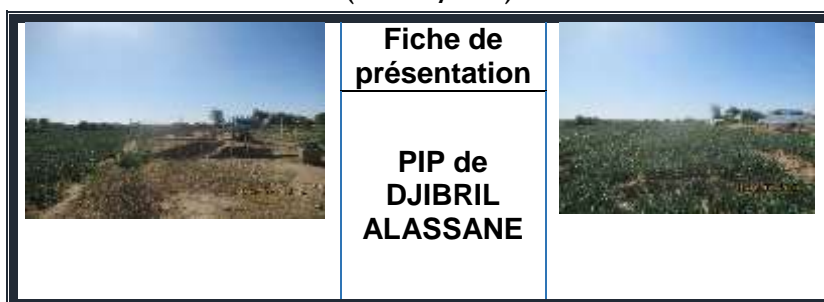 Fiche de
présentation
PIP de
DJIBRIL
ALASSANE